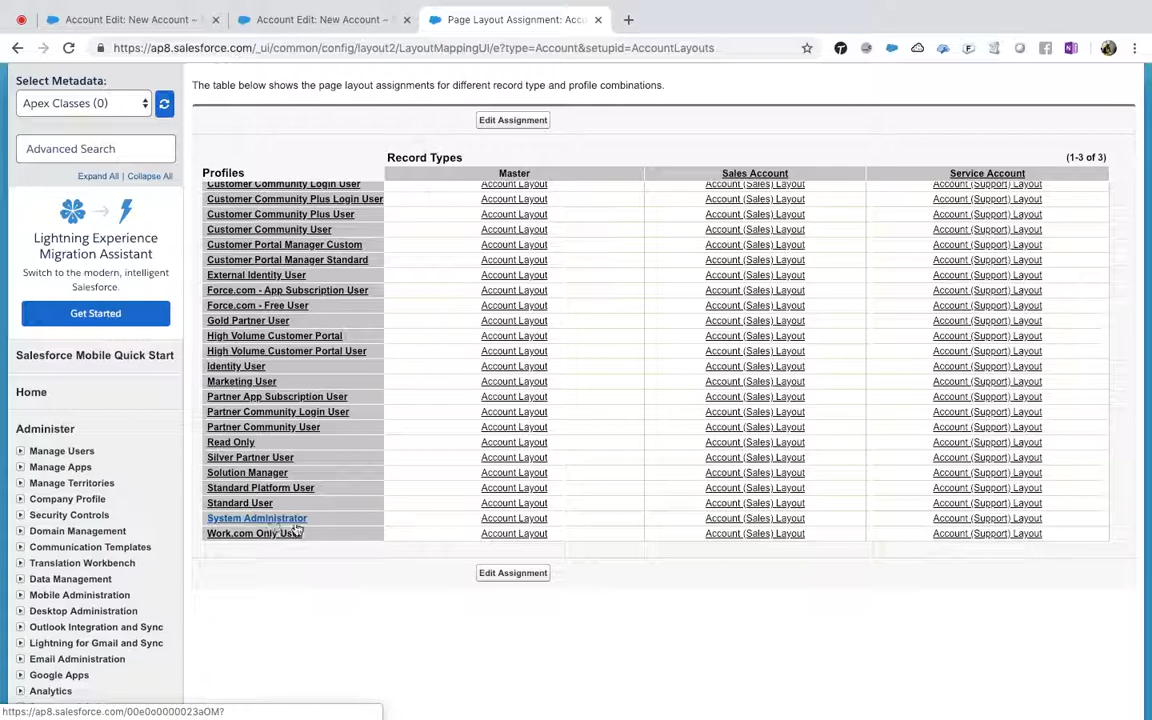 Account Edit: New Account ~
Account Edit: New Account ~
Page Layout Assignment: Acco
https://ap8.salesforce.com/_ui/common/config/layout2/LayoutMappingUI/e?type=Account&setupid=AccountLayouts
Select Metadata:
Apex Classes (0)
Advanced Search
Expand All | Collapse All
Lightning Experience
Migration Assistant
Switch to the modern, intelligent
Salesforce.
Get Started
Salesforce Mobile Quick Start
Home
Administer
Manage Users
Manage Apps
Manage Territories
Company Profile
Security Controls
Domain Management
Communication Templates
Translation Workbench
Data Management
Mobile Administration
Desktop Administration
Outlook Integration and Sync
Lightning for Gmail and Sync
Email Administration
Google Apps
Analytics
The table below shows the page layout assignments for different record type and profile combinations.
Edit Assignment
Record Types
(1-3 of 3)
Profiles Master Sales Account Service Account
Customer Community Login User Account Layout Account (Sales) Layout Account (Support) Layout
Customer Community Plus Login User Account Layout Account (Sales) Layout Account (Support) Layout
Customer Community Plus User Account Layout Account (Sales) Layout Account (Support) Layout
Customer Community User Account Layout Account (Sales) Layout Account (Support) Layout
Customer Portal Manager Custom Account Layout Account (Sales) Layout Account (Support) Layout
Customer Portal Manager Standard Account Layout Account (Sales) Layout Account (Support) Layout
External Identity User Account Layout Account (Sales) Layout Account (Support) Layout
Force.com - App Subscription User Account Layout Account (Sales) Layout Account (Support) Layout
Force.com - Free User Account Layout Account (Sales) Layout Account (Support) Layout
Gold Partner User Account Layout Account (Sales) Layout Account (Support) Layout
High Volume Customer Portal Account Layout Account (Sales) Layout Account (Support) Layout
High Volume Customer Portal User Account Layout Account (Sales) Layout Account (Support) Layout
Identity User Account Layout Account (Sales) Layout Account (Support) Layout
Marketing User Account Layout Account (Sales) Layout Account (Support) Layout
Partner App Subscription User Account Layout Account (Sales) Layout Account (Support) Layout
Partner Community Login User Account Layout Account (Sales) Layout Account (Support) Layout
Partner Community User Account Layout Account (Sales) Layout Account (Support) Layout
Read Only Account Layout Account (Sales) Layout Account (Support) Layout
Silver Partner User Account Layout Account (Sales) Layout Account (Support) Layout
Solution Manager Account Layout Account (Sales) Layout Account (Support) Layout
Standard Platform User Account Layout Account (Sales) Layout Account (Support) Layout
Standard User Account Layout Account (Sales) Layout Account (Support) Layout
System Administrator Account Layout Account (Sales) Layout Account (Support) Layout
Work.com Only User Account Layout Account (Sales) Layout Account (Support) Layout
Edit Assignment
https://ap8.salesforce.com/00e0o0000023aOM?